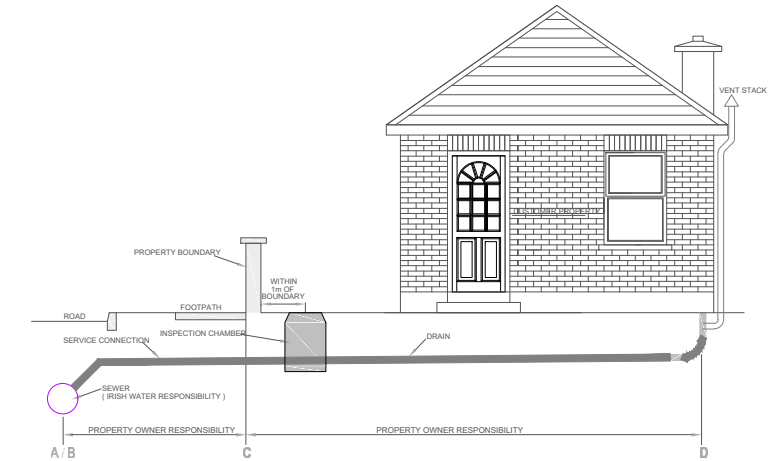 VENT STACK
CUSTOMER PROPERTY
PROPERTY BOUNDARY
WITHIN
1m OF
BOUNDARY
FOOTPATH
ROAD
INSPECTION CHAMBER
SERVICE CONNECTION
DRAIN
SEWER
( IRISH WATER RESPONSIBILITY )
PROPERTY OWNER RESPONSIBILITY
PROPERTY OWNER RESPONSIBILITY
A / B
C
D